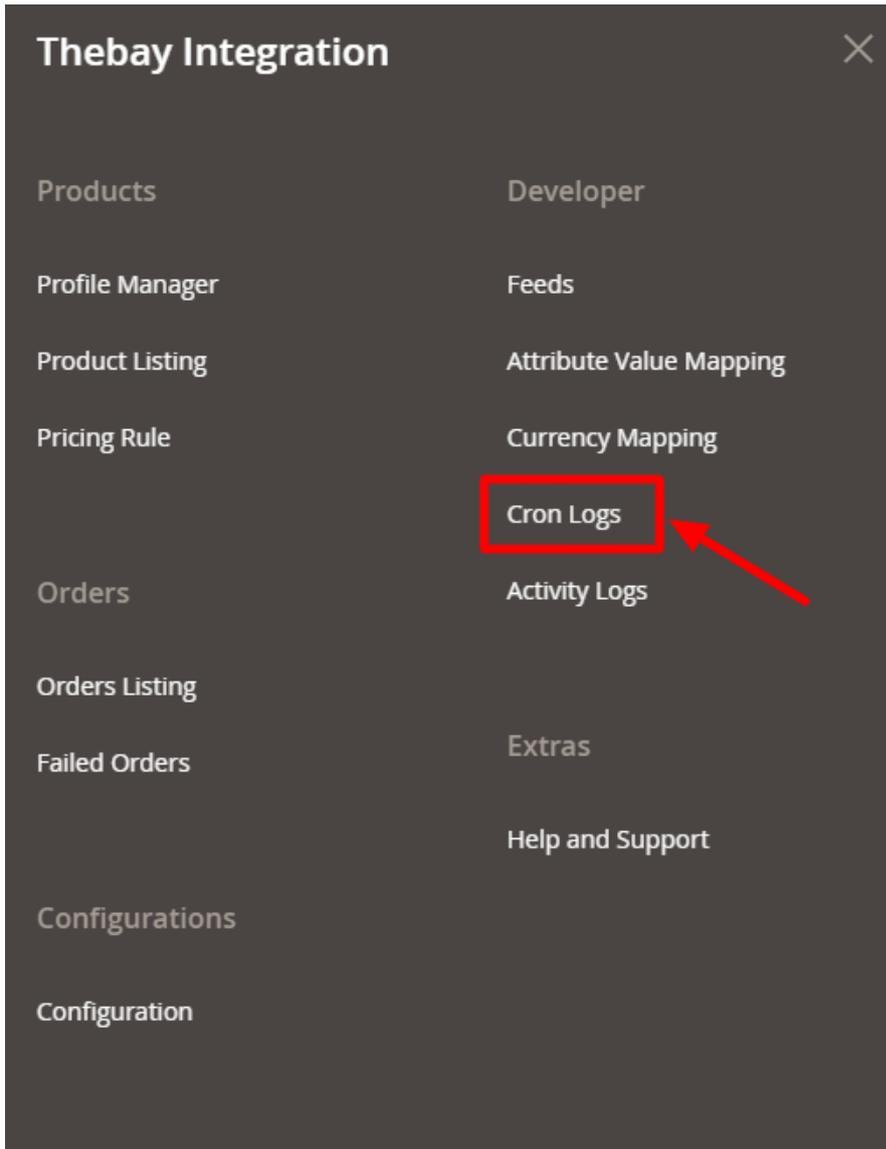 Thebay Integration
Products
Profile Manager
Product Listing
Pricing Rule
Orders
Orders Listing
Failed Orders
Configurations
Configuration
Developer
Feeds
Attribute Value Mapping
Currency Mapping
Cron Logs
Activity Logs
Extras
Help and Support